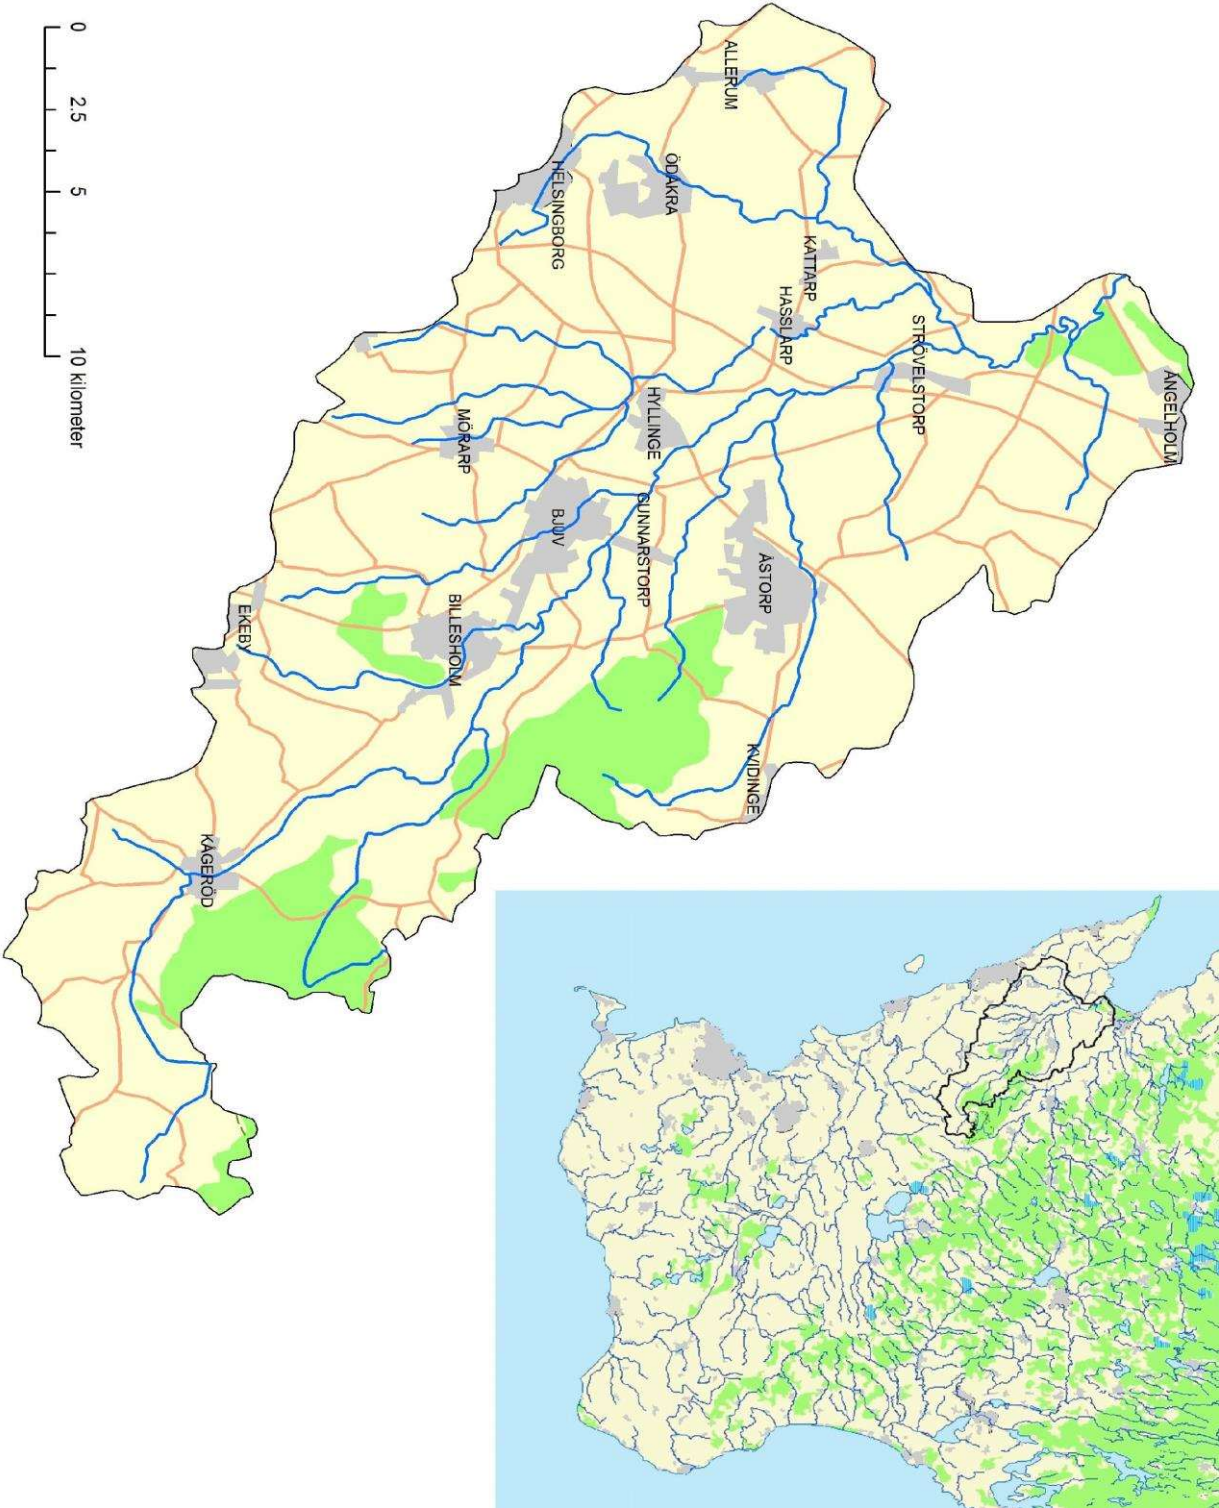 ÄNGELHOLM
STRÖVELSTORP
KATTARP
HASSLARP
ÅSTORP
KVIDINGE
ALLERUM
ÖDÅKRA
HYLLINGE
GUNNARSTORP
HELSINGBORG
BJUV
MÖRARP
BILLESHOLM
EKEBY
KÅGERÖD
0 2.5 5 10 kilometer